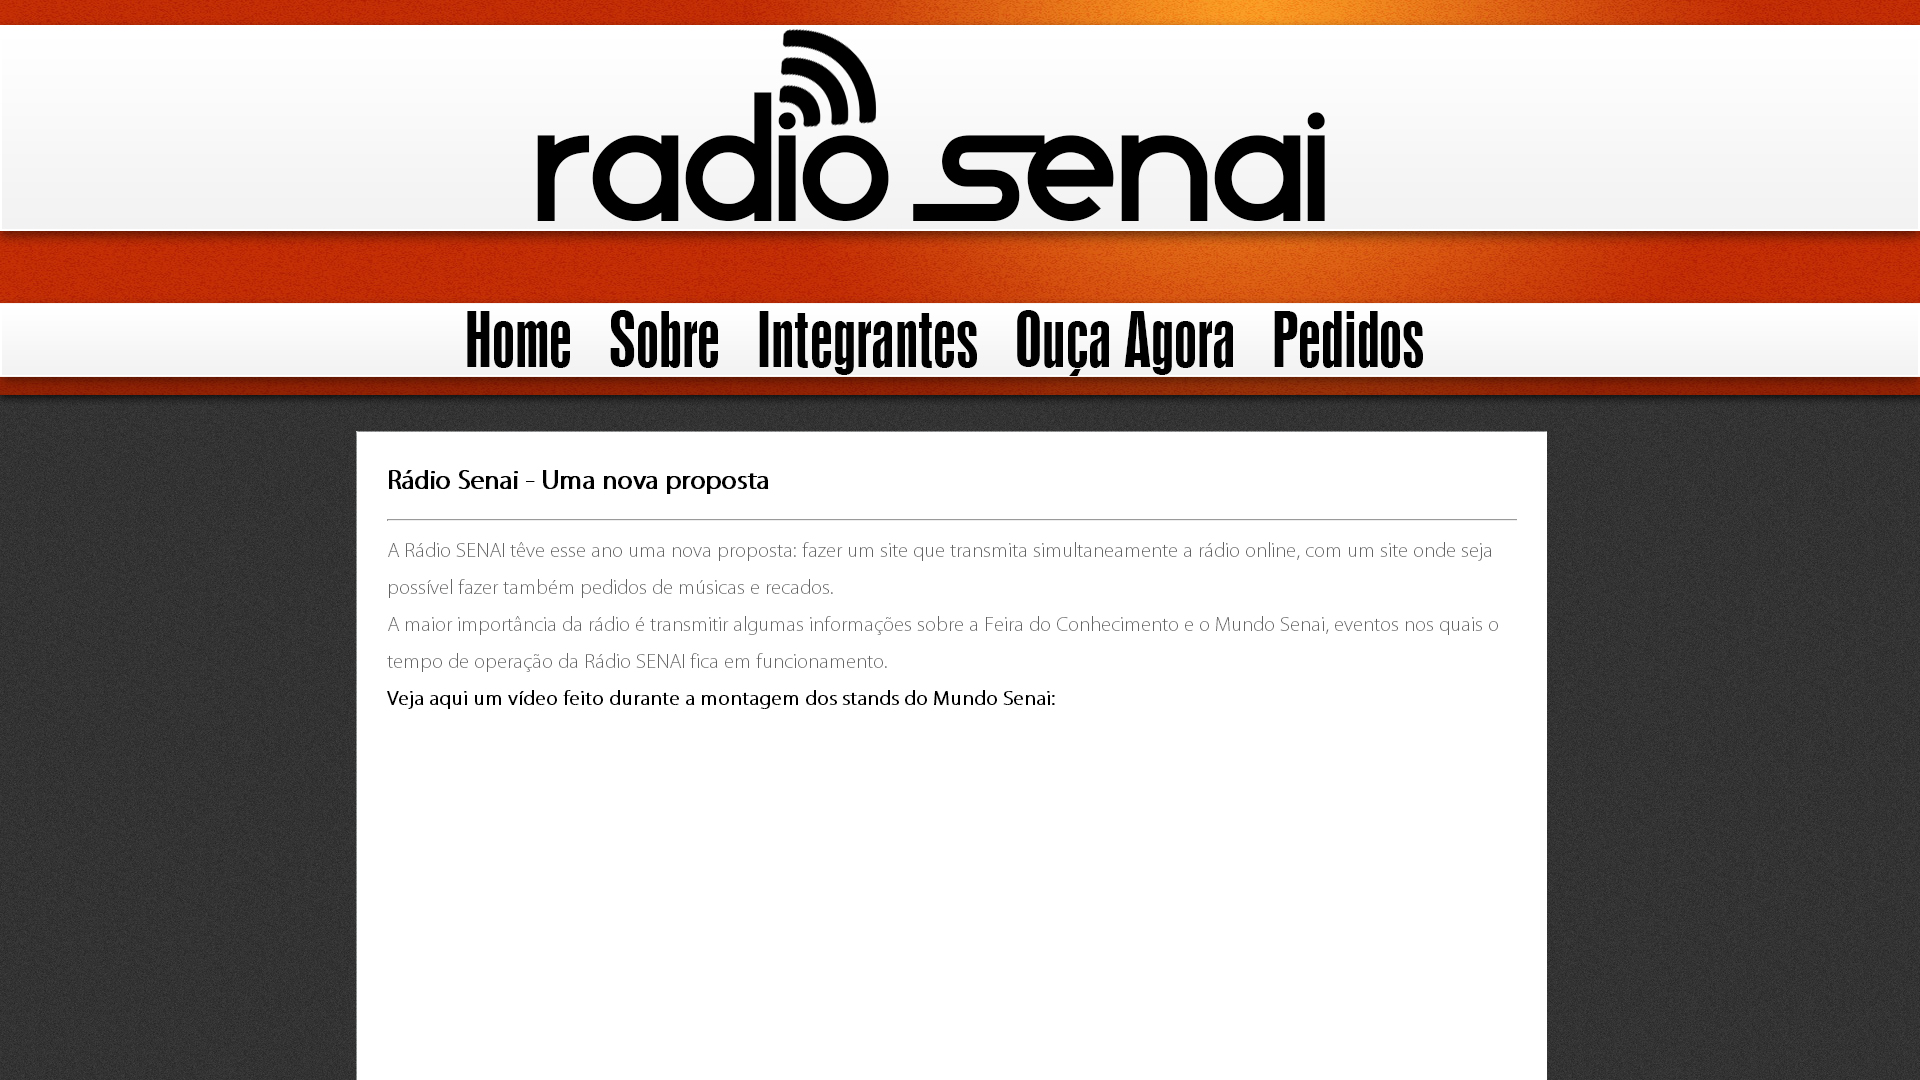 radio senai
Home Sobre Integrantes Ouça Agora Pedidos
Rádio Senai - Uma nova proposta
A Rádio SENAI têve esse ano uma nova proposta: fazer um site que transmita simultaneamente a rádio online, com um site onde seja
possível fazer também pedidos de músicas e recados.
A maior importância da rádio é transmitir algumas informações sobre a Feira do Conhecimento e o Mundo Senai, eventos nos quais o
tempo de operação da Rádio SENAI fica em funcionamento.
Veja aqui um vídeo feito durante a montagem dos stands do Mundo Senai: